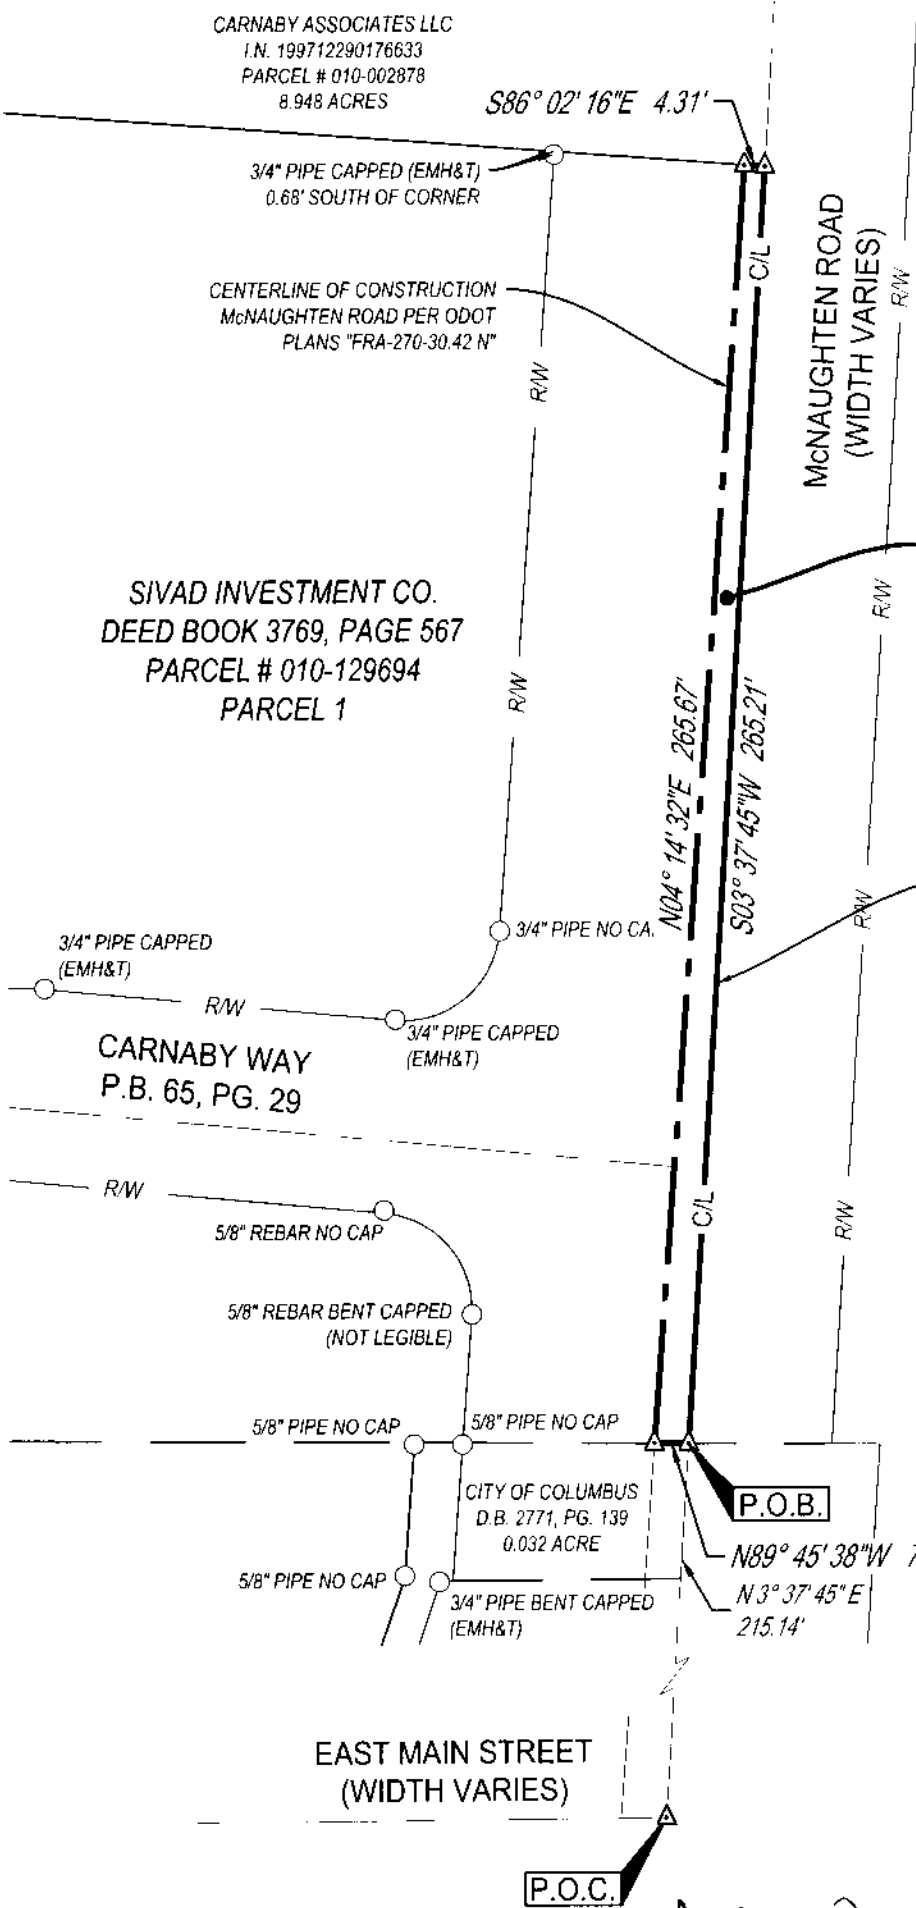 CARNABY ASSOCIATES LLC
I.N. 199712290176633
PARCEL # 010-002878
8.948 ACRES
S86° 02' 16"E 4.31'
3/4" PIPE CAPPED (EMH&T)
0.68' SOUTH OF CORNER
C/L
McNAUGHTEN ROAD
(WIDTH VARIES)
R/W
CENTERLINE OF CONSTRUCTION
McNAUGHTEN ROAD PER ODOT
PLANS "FRA-270-30.42 N"
R/W
SIVAD INVESTMENT CO.
DEED BOOK 3769, PAGE 567
PARCEL # 010-129694
PARCEL 1
R/W
R/W
N04° 14' 32"E 265.67'
S03° 37' 45"W 265.21'
R/W
3/4" PIPE NO CA.
3/4" PIPE CAPPED
(EMH&T)
R/W
3/4" PIPE CAPPED
(EMH&T)
CARNABY WAY
P.B. 65, PG. 29
R/W
C/L
R/W
5/8" REBAR NO CAP
5/8" REBAR BENT CAPPED
(NOT LEGIBLE)
5/8" PIPE NO CAP
5/8" PIPE NO CAP
CITY OF COLUMBUS
D.B. 2771, PG. 139
0.032 ACRE
P.O.B.
N89° 45' 38"W 7
5/8" PIPE NO CAP
3/4" PIPE BENT CAPPED
(EMH&T)
N 3° 37' 45" E
215.14'
EAST MAIN STREET
(WIDTH VARIES)
P.O.C.